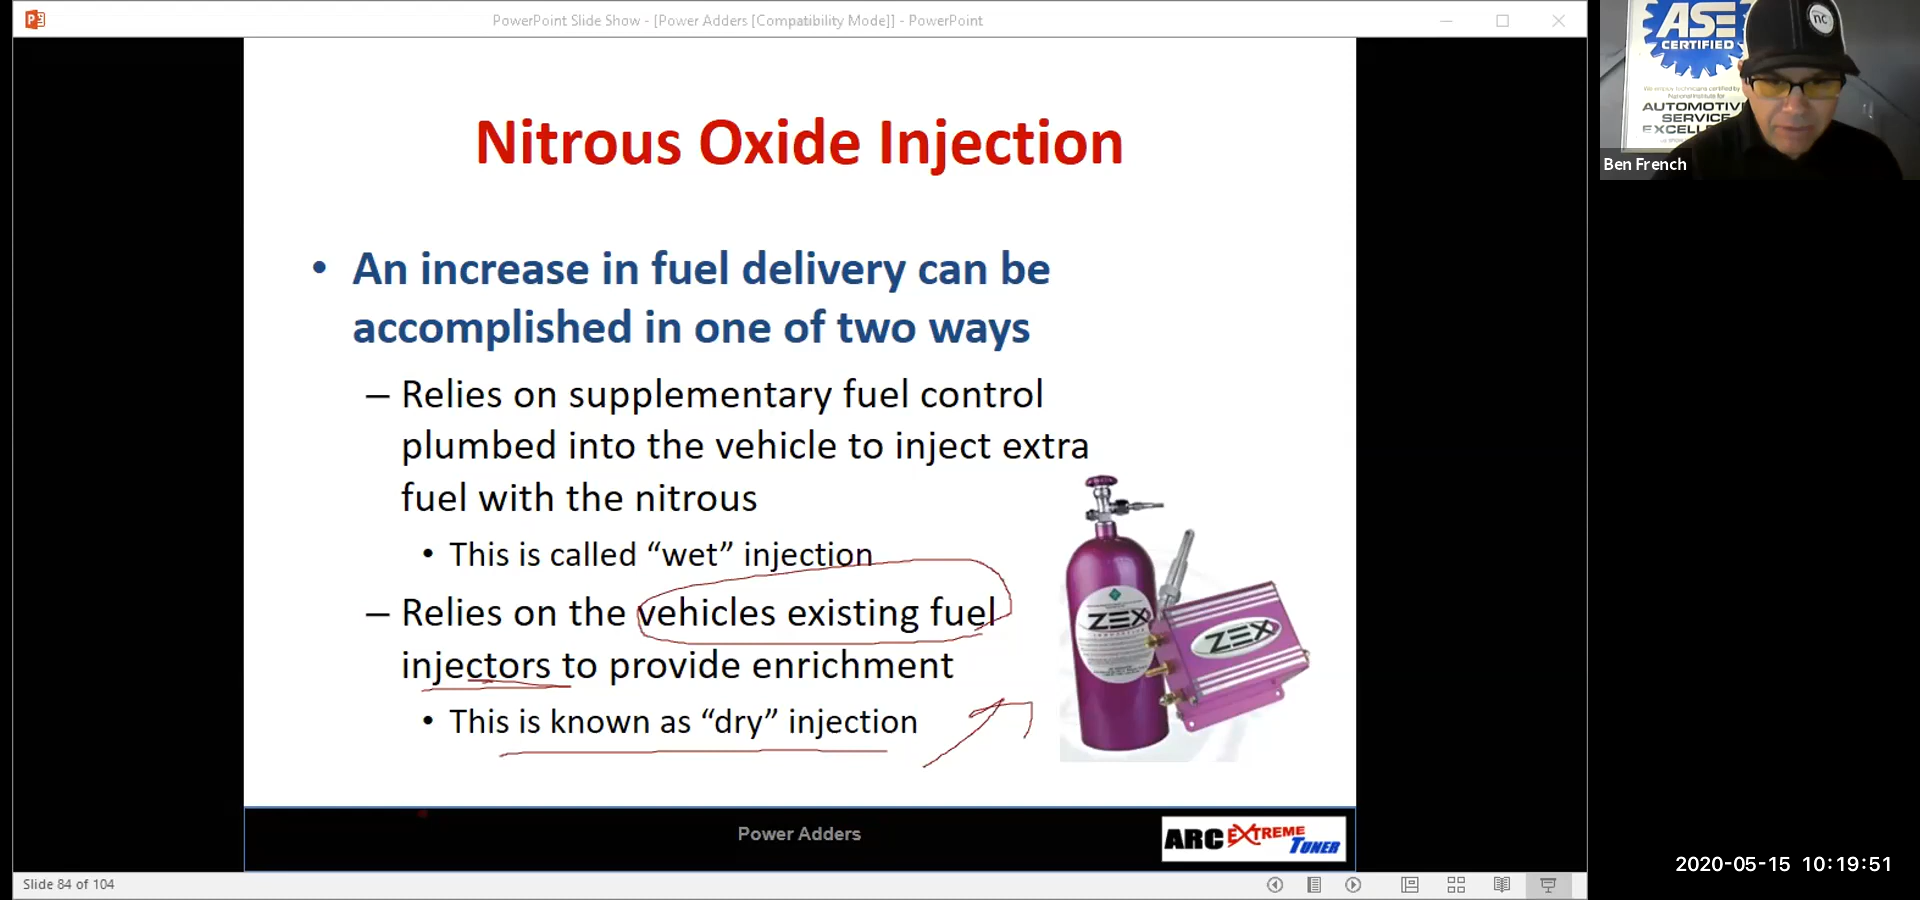 PowerPoint Slide Show - [Power Adders [Compatibility Mode]] - PowerPoint
Nitrous Oxide Injection
• An increase in fuel delivery can be
accomplished in one of two ways
– Relies on supplementary fuel control
plumbed into the vehicle to inject extra
fuel with the nitrous
• This is called “wet” injection
– Relies on the vehicles existing fuel
injectors to provide enrichment
• This is known as “dry” injection
ZEX
ZEX
Power Adders
ARC EXTREME
TUNER
Slide 84 of 104
ASE
CERTIFIED
AUTOMOTIV
SERVICE
EXCELL
nc
Ben French
2020-05-15 10:19:51